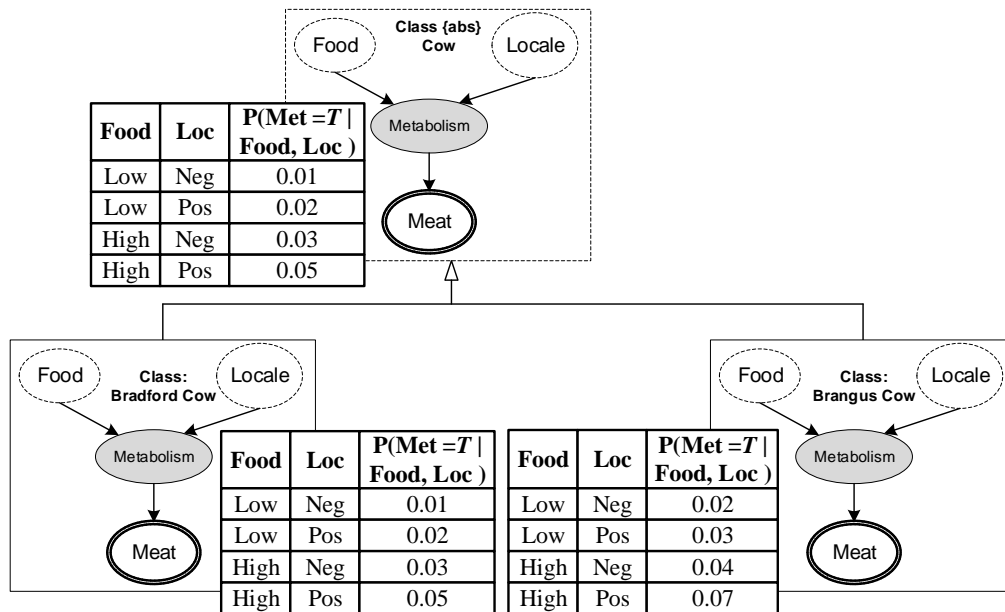 Class {abs}
Cow
Food
Locale
Metabolism
Meat
Food Loc P(Met =T | Food, Loc )
Low Neg 0.01
Low Pos 0.02
High Neg 0.03
High Pos 0.05
Food
Locale
Class:
Bradford Cow
Metabolism
Meat
Food Loc P(Met =T | Food, Loc )
Low Neg 0.01
Low Pos 0.02
High Neg 0.03
High Pos 0.05
Food Loc P(Met =T | Food, Loc )
Low Neg 0.02
Low Pos 0.03
High Neg 0.04
High Pos 0.07
Food
Locale
Class:
Brangus Cow
Metabolism
Meat